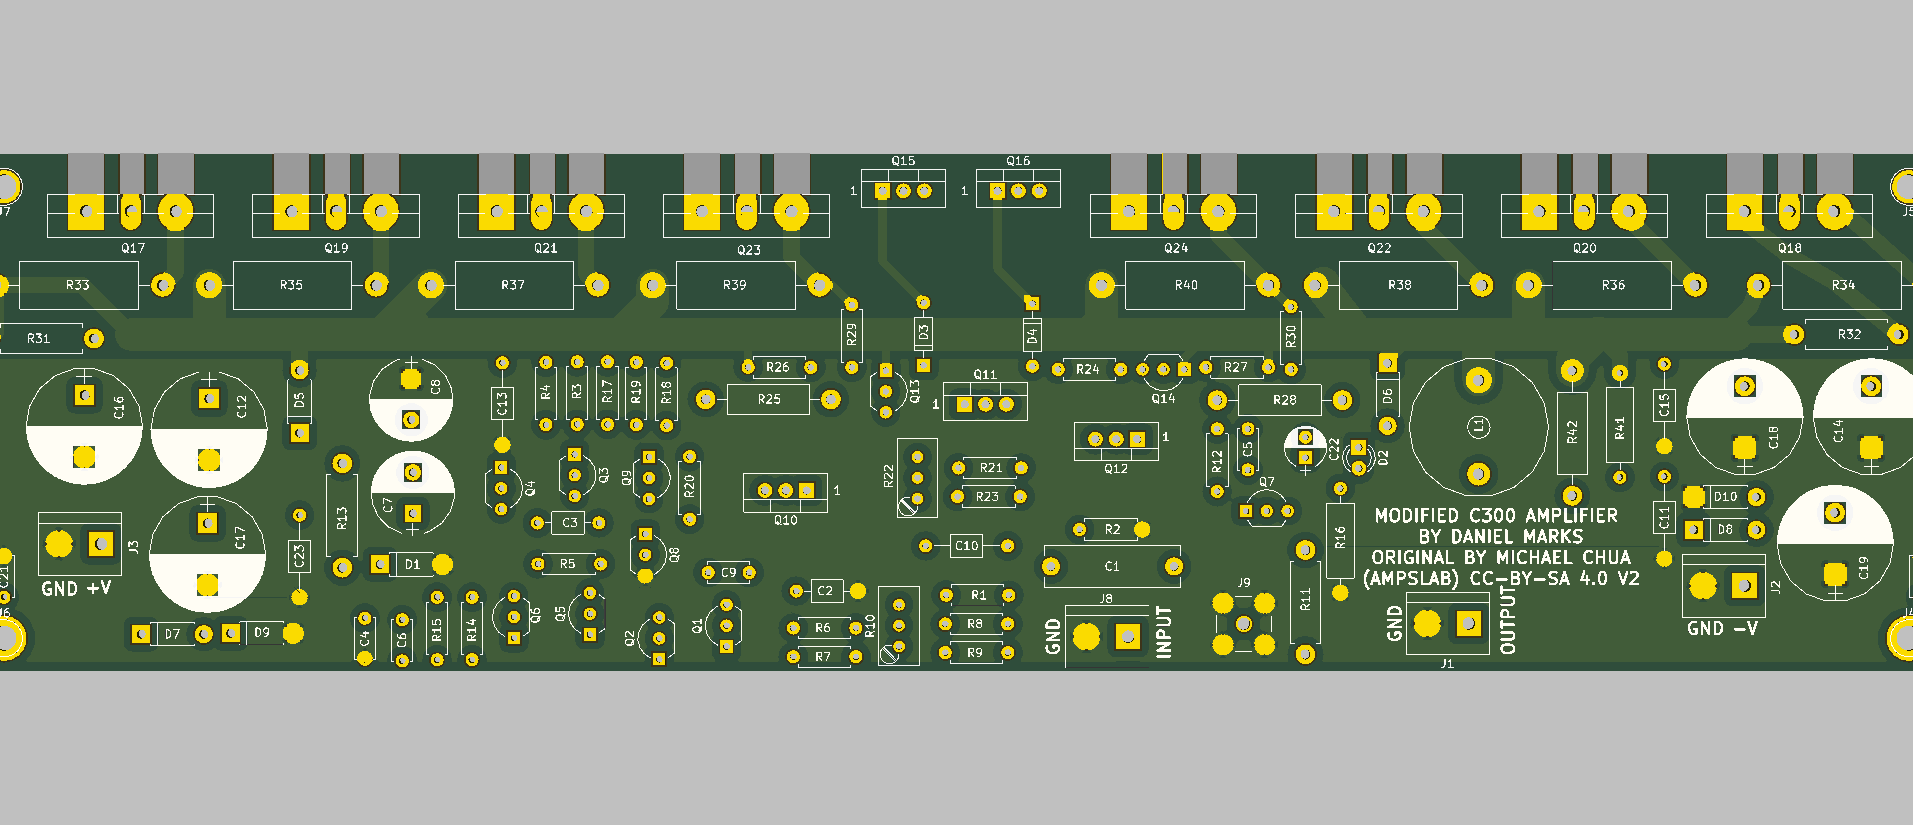 Q15
Q16
1
1
J7
J5
Q17
Q19
Q21
Q23
Q24
Q22
Q20
Q18
R33
R35
R37
R39
R40
R38
R36
R34
R31
R29
D3
D4
R30
R32
C16
C12
D5
C8
C13
R4
R3
R17
R19
R18
R26
R25
Q13
Q11
1
R24
Q14
R27
R28
D6
L1
R42
R41
C15
C18
C14
R13
C7
Q4
Q3
Q9
R20
Q10
1
R22
R21
R23
Q12
1
R12
C5
C22
D2
Q7
D10
D8
C11
J3
C17
C23
C3
R5
Q8
D1
C9
C10
R2
C1
R16
MODIFIED C300 AMPLIFIER
BY DANIEL MARKS
ORIGINAL BY MICHAEL CHUA
(AMPSLAB) CC-BY-SA 4.0 V2
C19
J2
C21
GND +V
J6
D7
D9
C4
C6
R15
R14
Q6
Q5
Q2
Q1
C2
R6
R7
R10
R1
R8
R9
J8
GND
INPUT
J9
R11
GND
OUTPUT
J1
GND -V